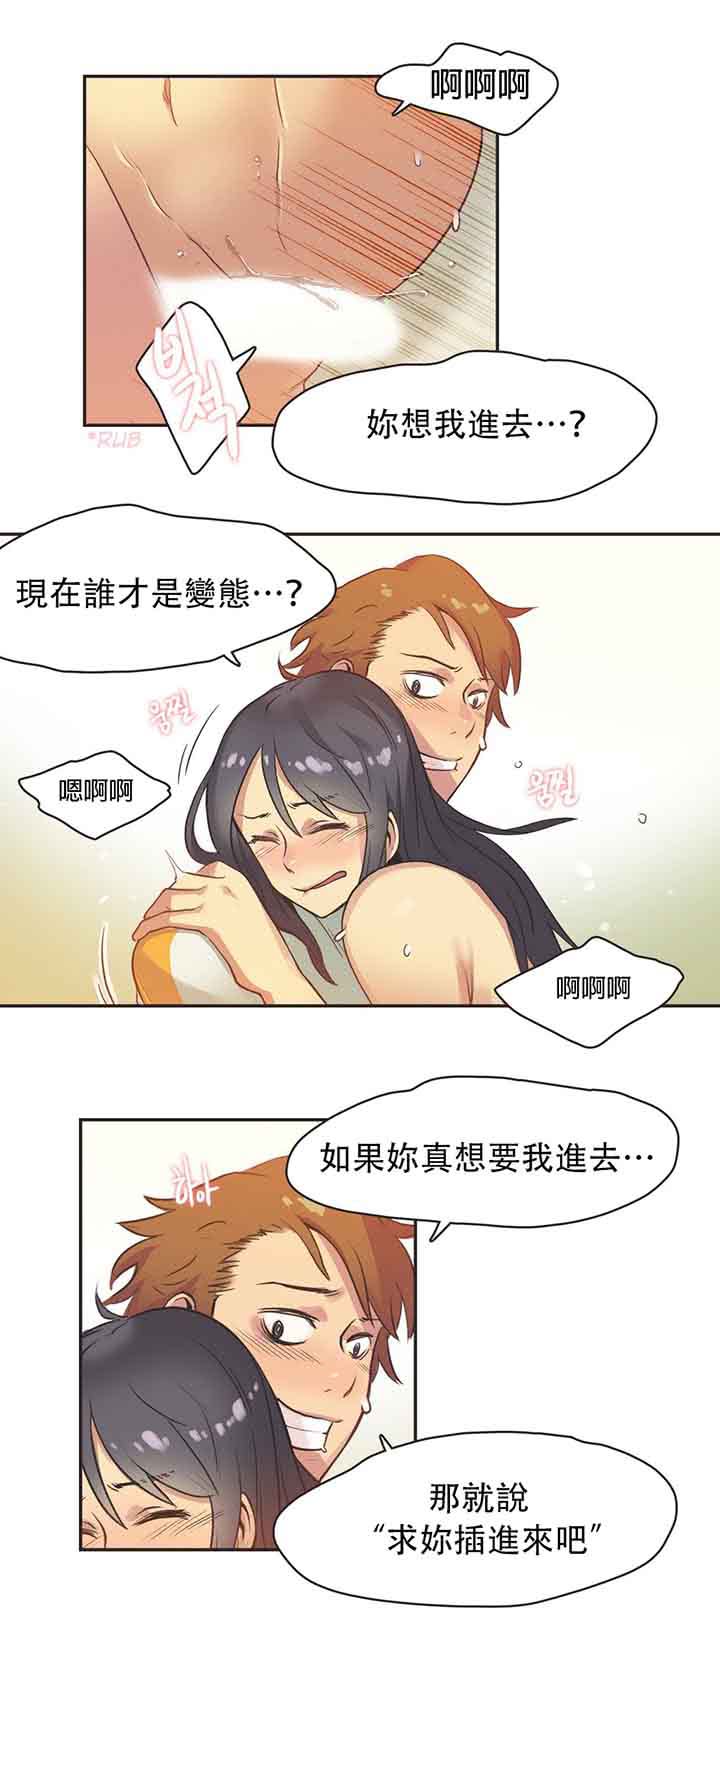 啊啊啊
비적
*RUB
妳想我進去…？
現在誰才是變態…？
움찔
嗯啊啊
움찔
啊啊啊
하아
如果妳真想要我進去…
那就說
“求妳插進來吧”